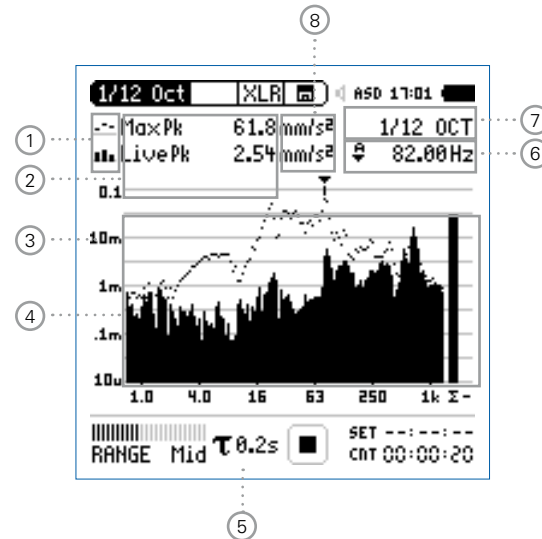 8
1/12 Oct XLR ASD 17:01
1 MaxPk 61.8 mm/s² 1/12 OCT 7
LivePk 2.54 mm/s² 82.00Hz 6
2
0.1
3 10m
1m
4 .1m
10u
1.0 4.0 16 63 250 1k Σ-
RANGE Mid τ0.2s SET --:--:--
CNT 00:00:20
5